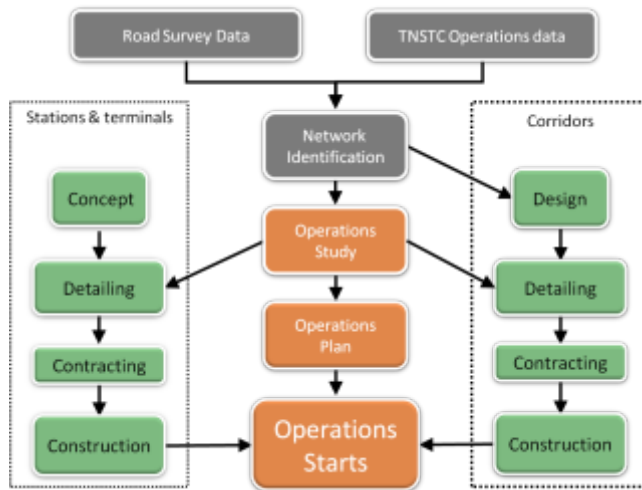 Road Survey Data
TNSTC Operations data
Stations & terminals
Network
Identification
Corridors
Concept
Operations
Study
Design
Detailing
Detailing
Operations
Plan
Contracting
Contracting
Construction
Operations
Starts
Construction